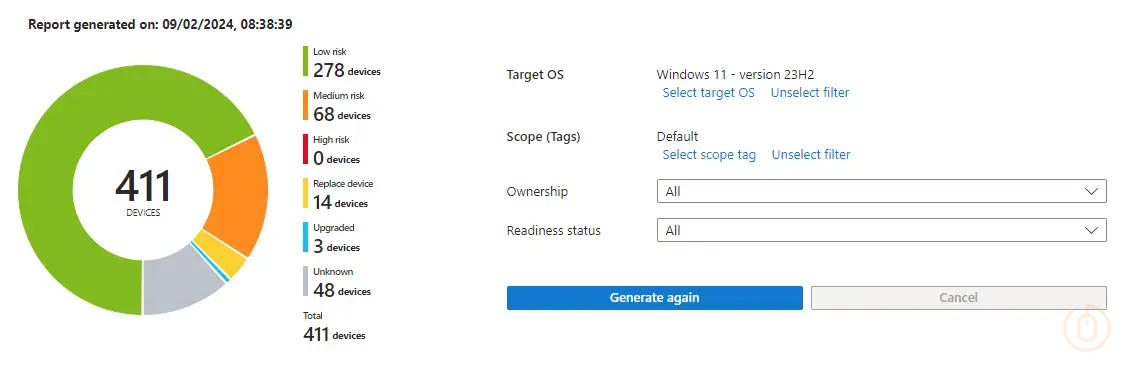 Report generated on: 09/02/2024, 08:38:39
411
DEVICES
Low risk
278 devices
Medium risk
68 devices
High risk
0 devices
Replace device
14 devices
Upgraded
3 devices
Unknown
48 devices
Total
411 devices
Target OS
Windows 11 - version 23H2
Select target OS Unselect filter
Scope (Tags)
Default
Select scope tag Unselect filter
Ownership
All
Readiness status
All
Generate again
Cancel